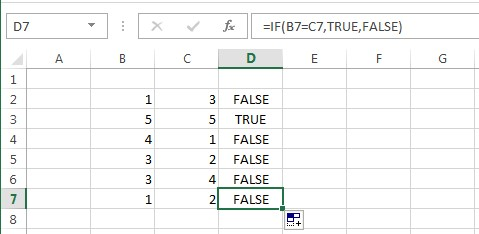 D7 fx =IF(B7=C7,TRUE,FALSE)
A B C D E F G
1
2 1 3 FALSE
3 5 5 TRUE
4 4 1 FALSE
5 3 2 FALSE
6 3 4 FALSE
7 1 2 FALSE
8